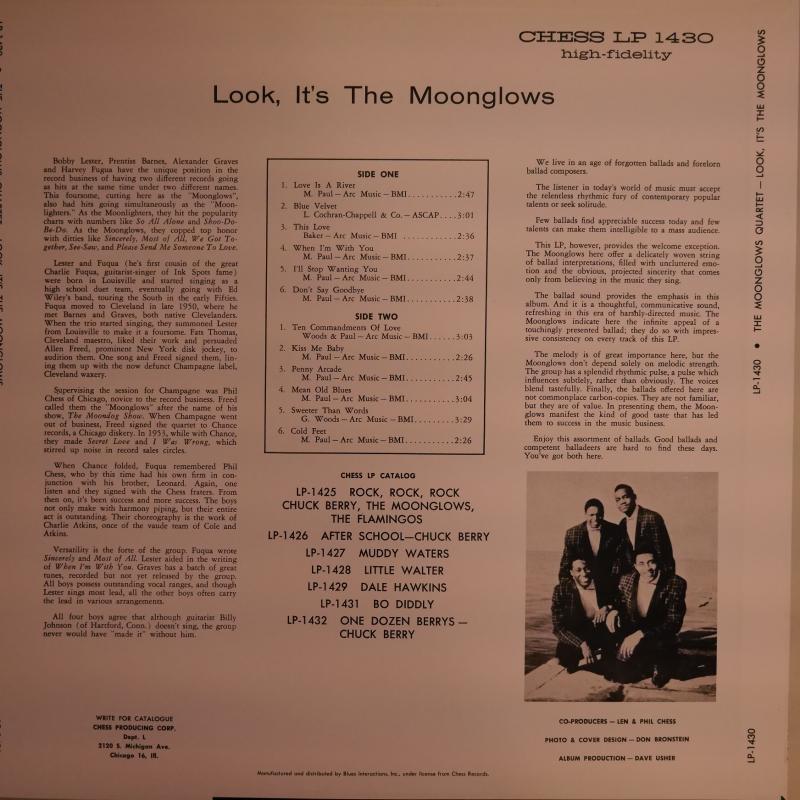 CHESS LP 1430
high-fidelity
Look, It's The Moonglows
Bobby Lester, Prentiss Barnes, Alexander Graves
and Harvey Fuqua have the unique position in the
record business of having two different records going
as hits at the same time under two different names.
This foursome, cutting here as the "Moonglows",
also had hits going simultaneously as the "Moon-
lighters." As the Moonlighters, they hit the popularity
charts with numbers like So All Alone and Shoo-Do-
Be-Do. As the Moonglows, they copped top honor
with ditties like Sincerely, Most of All, We Go To-
gether, See-Saw, and Please Send Me Someone To Love.
Lester and Fuqua (he's first cousin of the great
Charlie Fuqua, guitarist-singer of Ink Spots fame)
were born in Louisville and started singing as a
high school duet team, eventually going with Ed
Wiley's band, touring the South in the early Fifties.
Fuqua moved to Cleveland in late 1950, where he
met Barnes and Graves, both native Clevelanders.
When the trio started singing, they summoned Lester
from Louisville to make it a foursome. Fats Thomas,
Cleveland maestro, liked their work and persuaded
Allen Freed, prominent New York disk jockey, to
audition them. One song and Freed signed them, lin-
ing them up with the now defunct Champagne label,
Cleveland waxery.
Supervising the session for Champagne was Phil
Chess of Chicago, novice to the record business. Freed
called them the "Moonglows" after the name of his
show, The Moondog Show. When Champagne went
out of business, Freed signed the quartet to Chance
records, a Chicago diskery. In 1953, while with Chance,
they made Secret Love and I Was Wrong, which
stirred up noise in record sales circles.
When Chance folded, Fuqua remembered Phil
Chess, who by this time had his own firm in con-
junction with his brother, Leonard. Again, one
listen and they signed with the Chess fraters. From
then on, it's been success and more success. The boys
not only make with harmony piping, but their entire
act is outstanding. Their choreography is the work of
Charlie Atkins, once of the vaude team of Cole and
Atkins.
Versatility is the forte of the group. Fuqua wrote
Sincerely and Most of All. Lester aided in the writing
of When I'm With You. Graves has a batch of great
tunes, recorded but not yet released by the group.
All boys possess outstanding vocal ranges, and though
Lester sings most lead, all the other boys often carry
the lead in various arrangements.
All four boys agree that although guitarist Billy
Johnson (of Hartford, Conn.) doesn't sing, the group
never would have "made it" without him.
WRITE FOR CATALOGUE
CHESS PRODUCING CORP.
Dept. L
2120 S. Michigan Ave.
Chicago 16, Ill.
SIDE ONE
1. Love Is A River
M. Paul — Arc Music — BMI..........2:47
2. Blue Velvet
L. Cochran-Chappell & Co. — ASCAP....3:01
3. This Love
Baker — Arc Music — BMI ..........2:36
4. When I'm With You
M. Paul — Arc Music — BMI..........2:37
5. I'll Stop Wanting You
M. Paul — Arc Music — BMI..........2:44
6. Don't Say Goodbye
M. Paul — Arc Music — BMI..........2:38
SIDE TWO
1. Ten Commandments Of Love
Woods & Paul — Arc Music — BMI......3:03
2. Kiss Me Baby
M. Paul — Arc Music — BMI..........2:26
3. Penny Arcade
M. Paul — Arc Music — BMI..........2:45
4. Mean Old Blues
M. Paul — Arc Music — BMI..........3:04
5. Sweeter Than Words
G. Woods — Arc Music — BMI........3:29
6. Cold Feet
M. Paul — Arc Music — BMI..........2:26
CHESS LP CATALOG
LP-1425 ROCK, ROCK, ROCK
CHUCK BERRY, THE MOONGLOWS,
THE FLAMINGOS
LP-1426 AFTER SCHOOL—CHUCK BERRY
LP-1427 MUDDY WATERS
LP-1428 LITTLE WALTER
LP-1429 DALE HAWKINS
LP-1431 BO DIDDLY
LP-1432 ONE DOZEN BERRYS —
CHUCK BERRY
Manufactured and distributed by Blues Interactions, Inc., under license from Chess Records.
We live in an age of forgotten ballads and forelorn
ballad composers.
The listener in today's world of music must accept
the relentless rhythmic fury of contemporary popular
talents or seek solitude.
Few ballads find appreciable success today and few
talents can make them intelligible to a mass audience.
This LP, however, provides the welcome exception.
The Moonglows here offer a delicately woven string
of ballad interpretations, filled with uncluttered emo-
tion and the obvious, projected sincerity that comes
only from believing in the music they sing.
The ballad sound provides the emphasis in this
album. And it is a thoughtful, communicative sound,
refreshing in this era of harshly-directed music. The
Moonglows indicate here the infinite appeal of a
touchingly presented ballad; they do so with impres-
sive consistency on every track of this LP.
The melody is of great importance here, but the
Moonglows don't depend solely on melodic strength.
The group has a splendid rhythmic pulse, a pulse which
influences subtlely, rather than obviously. The voices
blend tastefully. Finally, the ballads offered here are
not commonplace carbon-copies. They are not familiar,
but they are of value. In presenting them, the Moon-
glows manifest the kind of good taste that has led
them to success in the music business.
Enjoy this assortment of ballads. Good ballads and
competent balladeers are hard to find these days.
You've got both here.
CO-PRODUCERS — LEN & PHIL CHESS
PHOTO & COVER DESIGN — DON BRONSTEIN
ALBUM PRODUCTION — DAVE USHER
LP-1430 • THE MOONGLOWS QUARTET — LOOK, IT'S THE MOONGLOWS
LP-1430